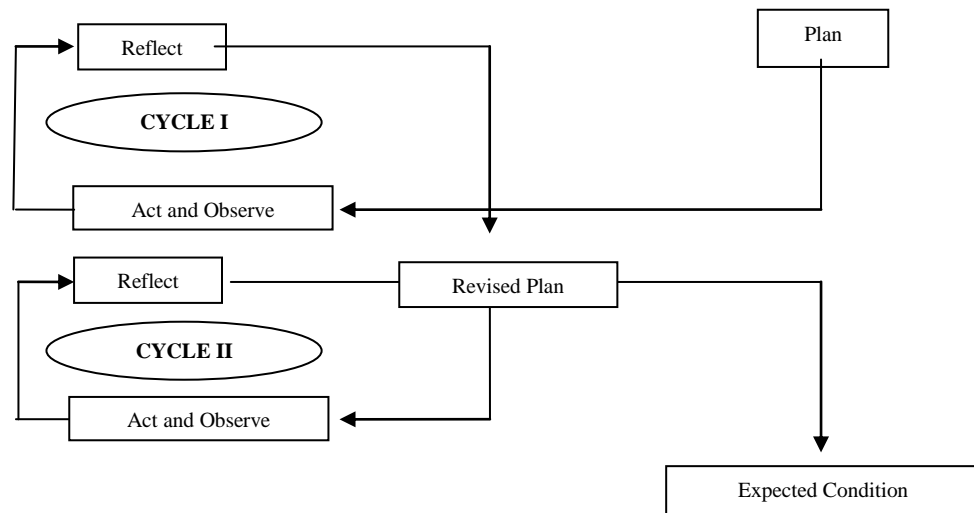 Plan
Reflect
CYCLE I
Act and Observe
Reflect
Revised Plan
CYCLE II
Act and Observe
Expected Condition